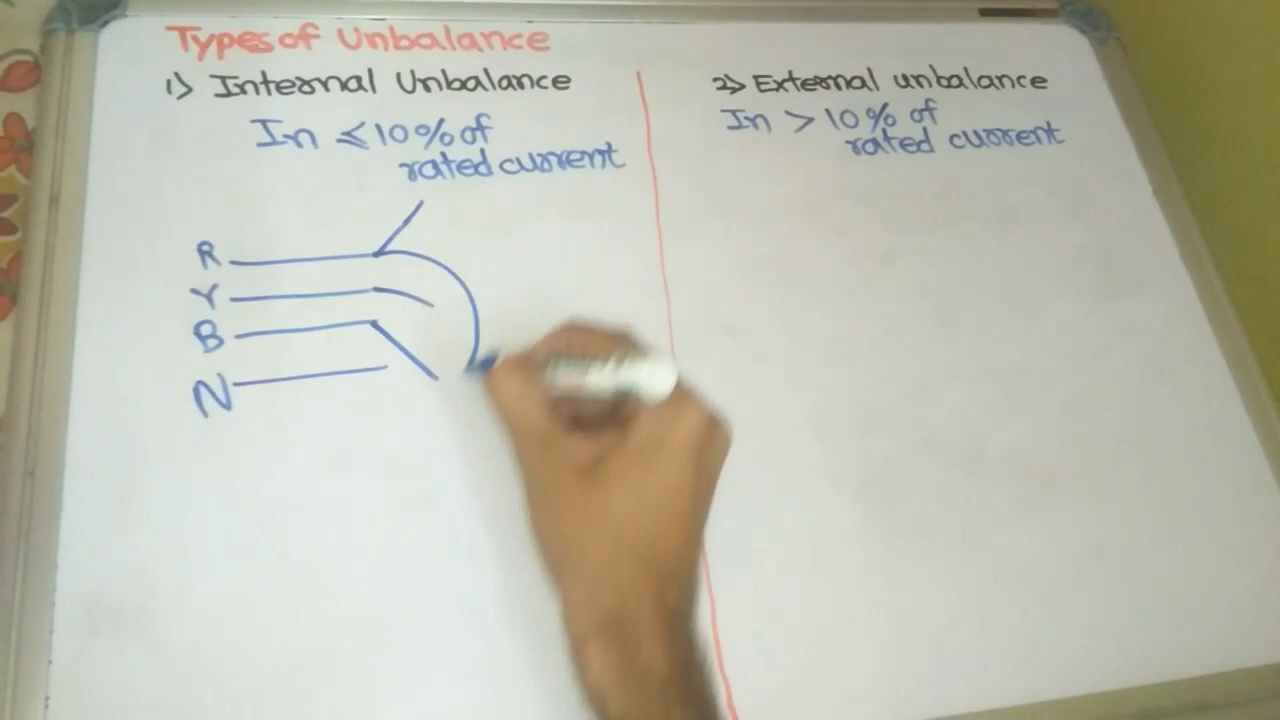 Types of Unbalance
1) Internal Unbalance
In ≤ 10% of
rated current
R
Y
B
N
2) External unbalance
In > 10% of
rated current